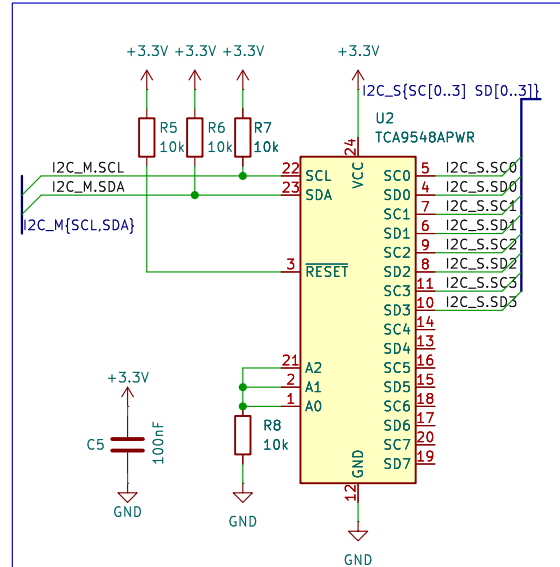 +3.3V +3.3V +3.3V +3.3V
I2C_S{SC[0..3] SD[0..3]}
U2
TCA9548APWR
R5 10k
R6 10k
R7 10k
I2C_M.SCL
I2C_M.SDA
I2C_M{SCL,SDA}
24
VCC
22 SCL
23 SDA
3 RESET
21 A2
2 A1
1 A0
SC0 5 I2C_S.SC0
SD0 4 I2C_S.SD0
SC1 7 I2C_S.SC1
SD1 6 I2C_S.SD1
SC2 9 I2C_S.SC2
SD2 8 I2C_S.SD2
SC3 11 I2C_S.SC3
SD3 10 I2C_S.SD3
SC4 14
SD4 13
SC5 16
SD5 15
SC6 18
SD6 17
SC7 20
SD7 19
GND
12
R8
10k
+3.3V
C5
100nF
GND
GND
GND